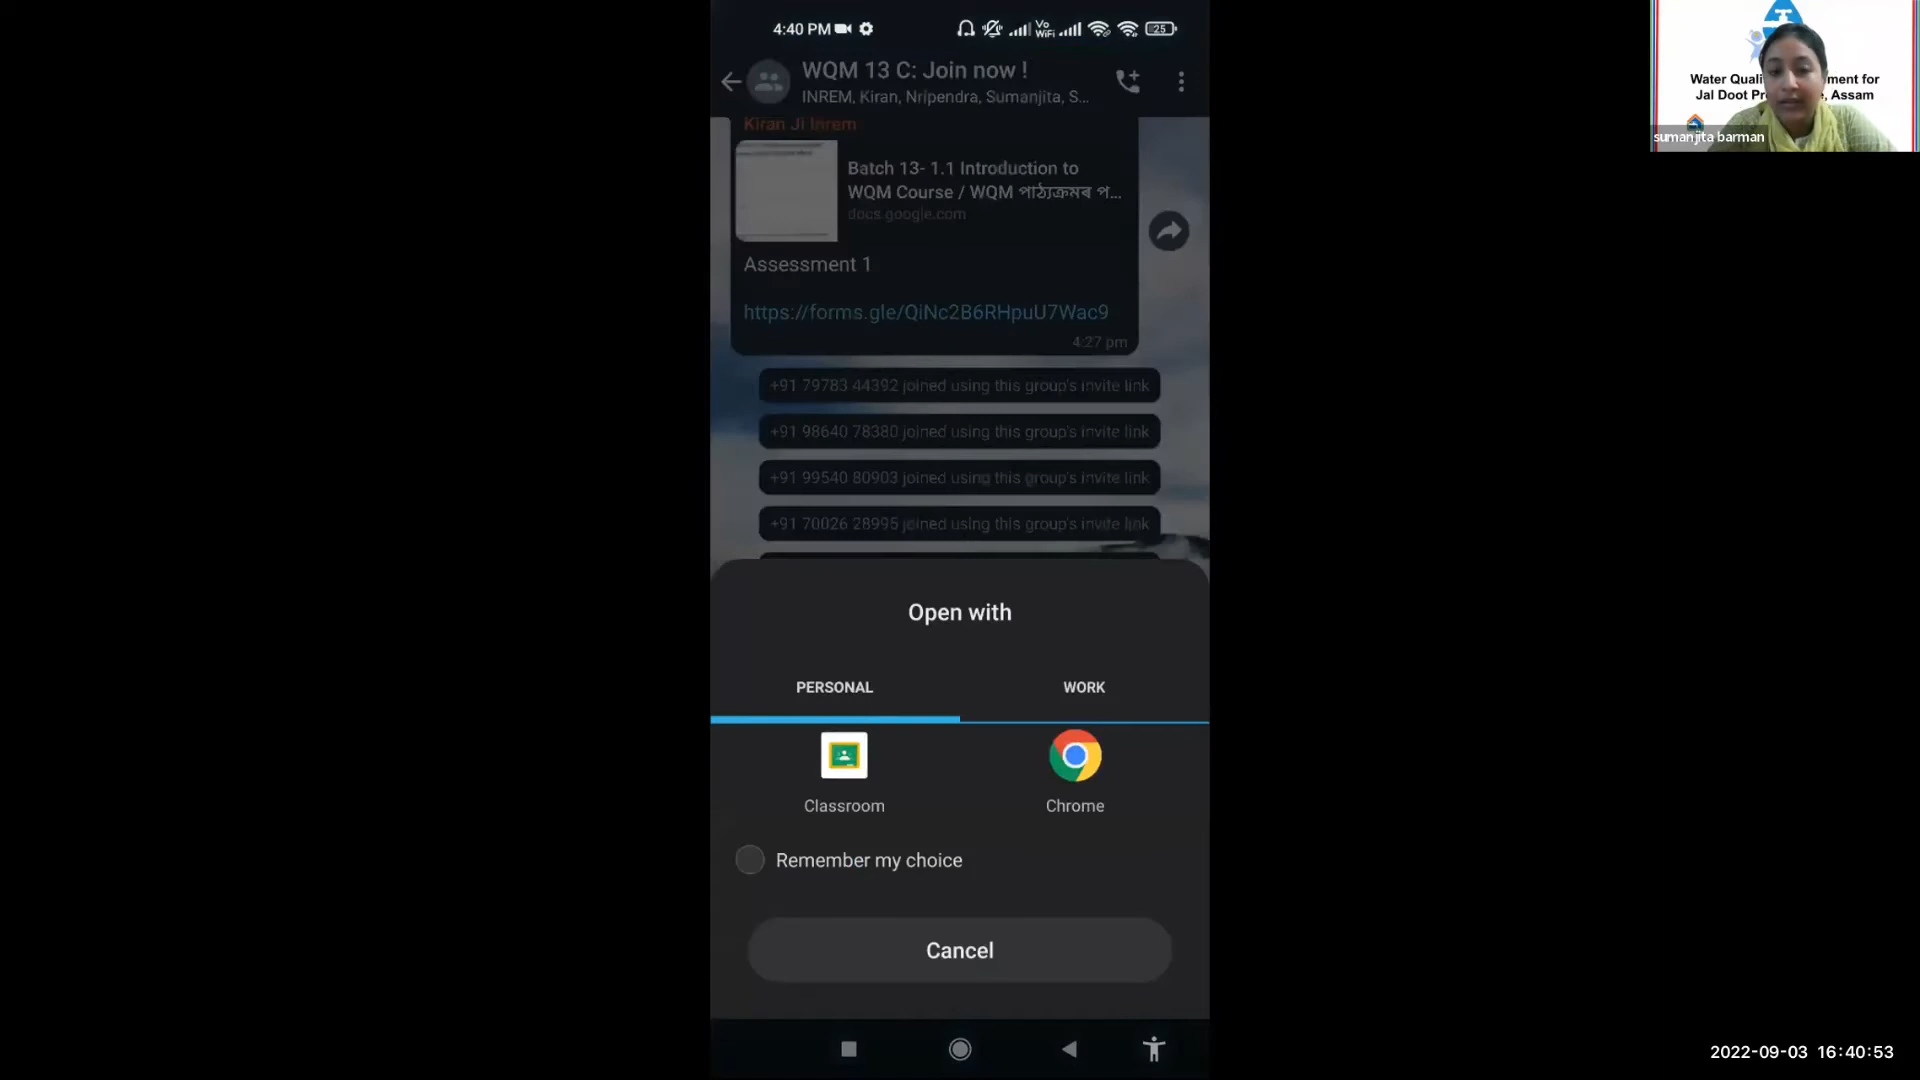 4:40 PM
Vo
WiFi
25
WQM 13 C: Join now !
INREM, Kiran, Nripendra, Sumanjita, S...
Kiran Ji Inrem
Batch 13- 1.1 Introduction to
WQM Course / WQM পাঠ্যক্ৰমৰ প...
docs.google.com
Assessment 1
https://forms.gle/QiNc2B6RHpuU7Wac9
4:27 pm
+91 79783 44392 joined using this group's invite link
+91 98640 78380 joined using this group's invite link
+91 99540 80903 joined using this group's invite link
+91 70026 28995 joined using this group's invite link
Open with
PERSONAL
WORK
Classroom
Chrome
Remember my choice
Cancel
Water Quali ment for
Jal Doot Pr , Assam
sumanjita barman
2022-09-03 16:40:53